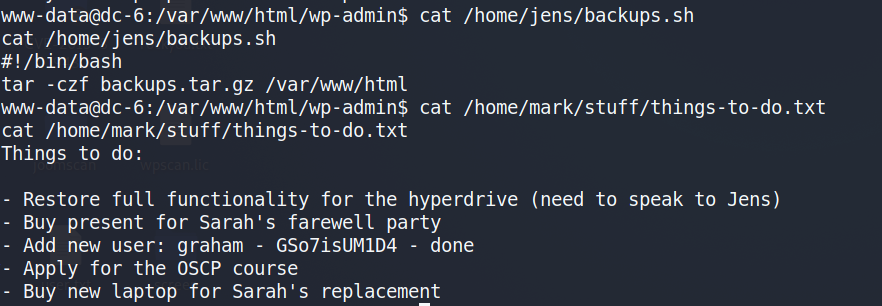 www-data@dc-6:/var/www/html/wp-admin$ cat /home/jens/backups.sh
cat /home/jens/backups.sh
#!/bin/bash
tar -czf backups.tar.gz /var/www/html
www-data@dc-6:/var/www/html/wp-admin$ cat /home/mark/stuff/things-to-do.txt
cat /home/mark/stuff/things-to-do.txt
Things to do:
- Restore full functionality for the hyperdrive (need to speak to Jens)
- Buy present for Sarah's farewell party
- Add new user: graham - GSo7isUM1D4 - done
- Apply for the OSCP course
- Buy new laptop for Sarah's replacement